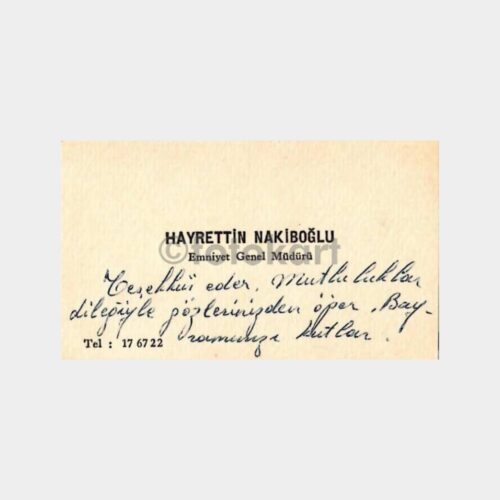 HAYRETTİN NAKİBOĞLU
©fotokart
Emniyet Genel Müdürü
Teşekkür eder, Mutluluklar
dileğiyle gözlerinizden öper, Bay-
ramınızı kutlar.
Tel : 17 67 22